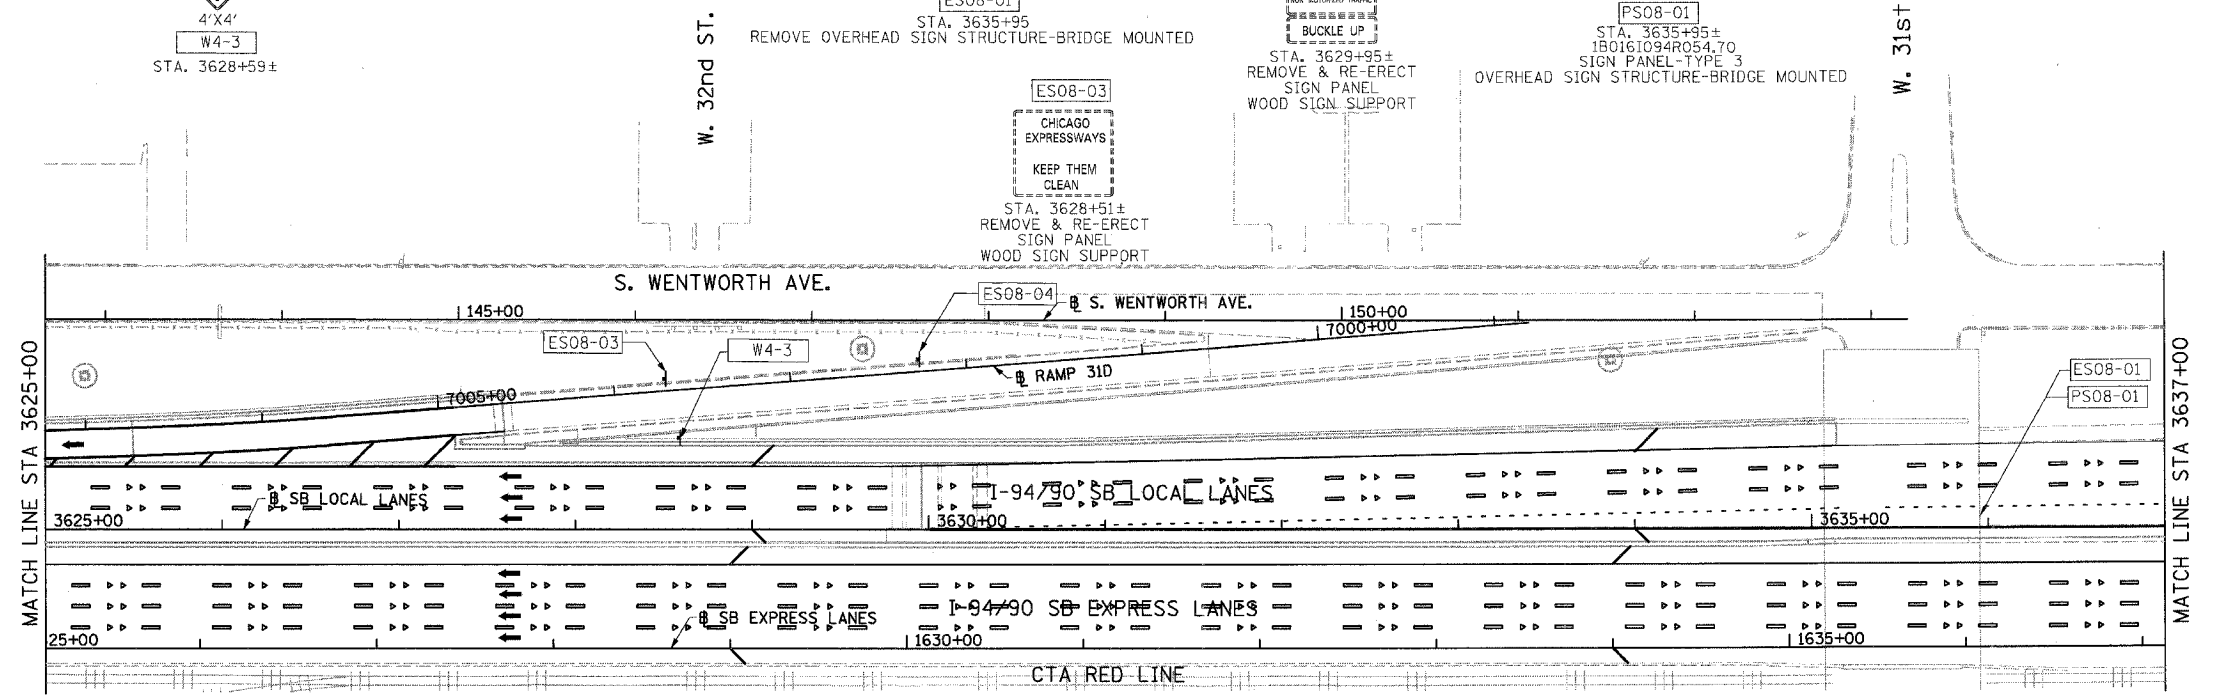 4'X4'
W4-3
STA. 3628+59±
W. 32nd ST.
ES08-01
STA. 3635+95
REMOVE OVERHEAD SIGN STRUCTURE-BRIDGE MOUNTED
ES08-03
CHICAGO
EXPRESSWAYS
KEEP THEM
CLEAN
STA. 3628+51±
REMOVE & RE-ERECT
SIGN PANEL
WOOD SIGN SUPPORT
BUCKLE UP
STA. 3629+95±
REMOVE & RE-ERECT
SIGN PANEL
WOOD SIGN SUPPORT
PS08-01
STA. 3635+95±
1B016I094R054.70
SIGN PANEL-TYPE 3
OVERHEAD SIGN STRUCTURE-BRIDGE MOUNTED
W. 31st
S. WENTWORTH AVE.
ES08-04
B S. WENTWORTH AVE.
145+00
150+00
7000+00
ES08-03
W4-3
B RAMP 31D
7005+00
ES08-01
PS08-01
MATCH LINE STA 3625+00
MATCH LINE STA 3637+00
B SB LOCAL LANES
I-94/90 SB LOCAL LANES
3625+00
3630+00
3635+00
B SB EXPRESS LANES
I-94/90 SB EXPRESS LANES
25+00
1630+00
1635+00
CTA RED LINE